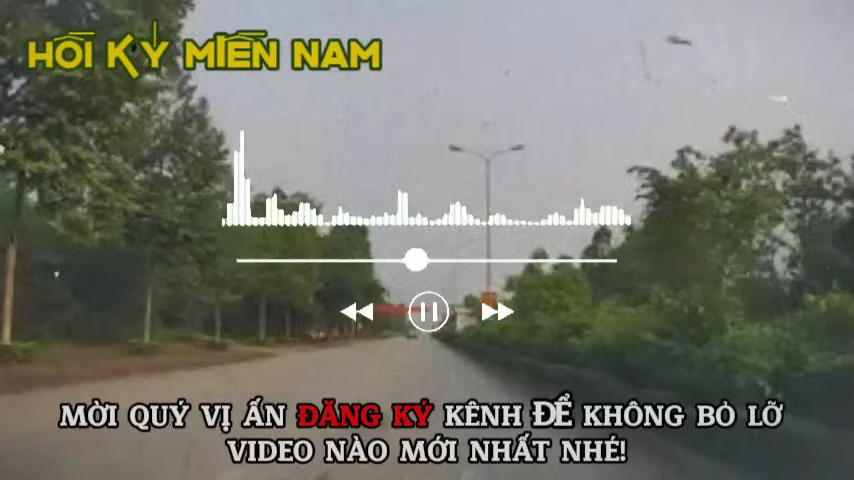 HỒI KÝ MIỀN NAM
MỜI QUÝ VỊ ẤN ĐĂNG KÝ KÊNH ĐỂ KHÔNG BỎ LỠ
VIDEO NÀO MỚI NHẤT NHÉ!